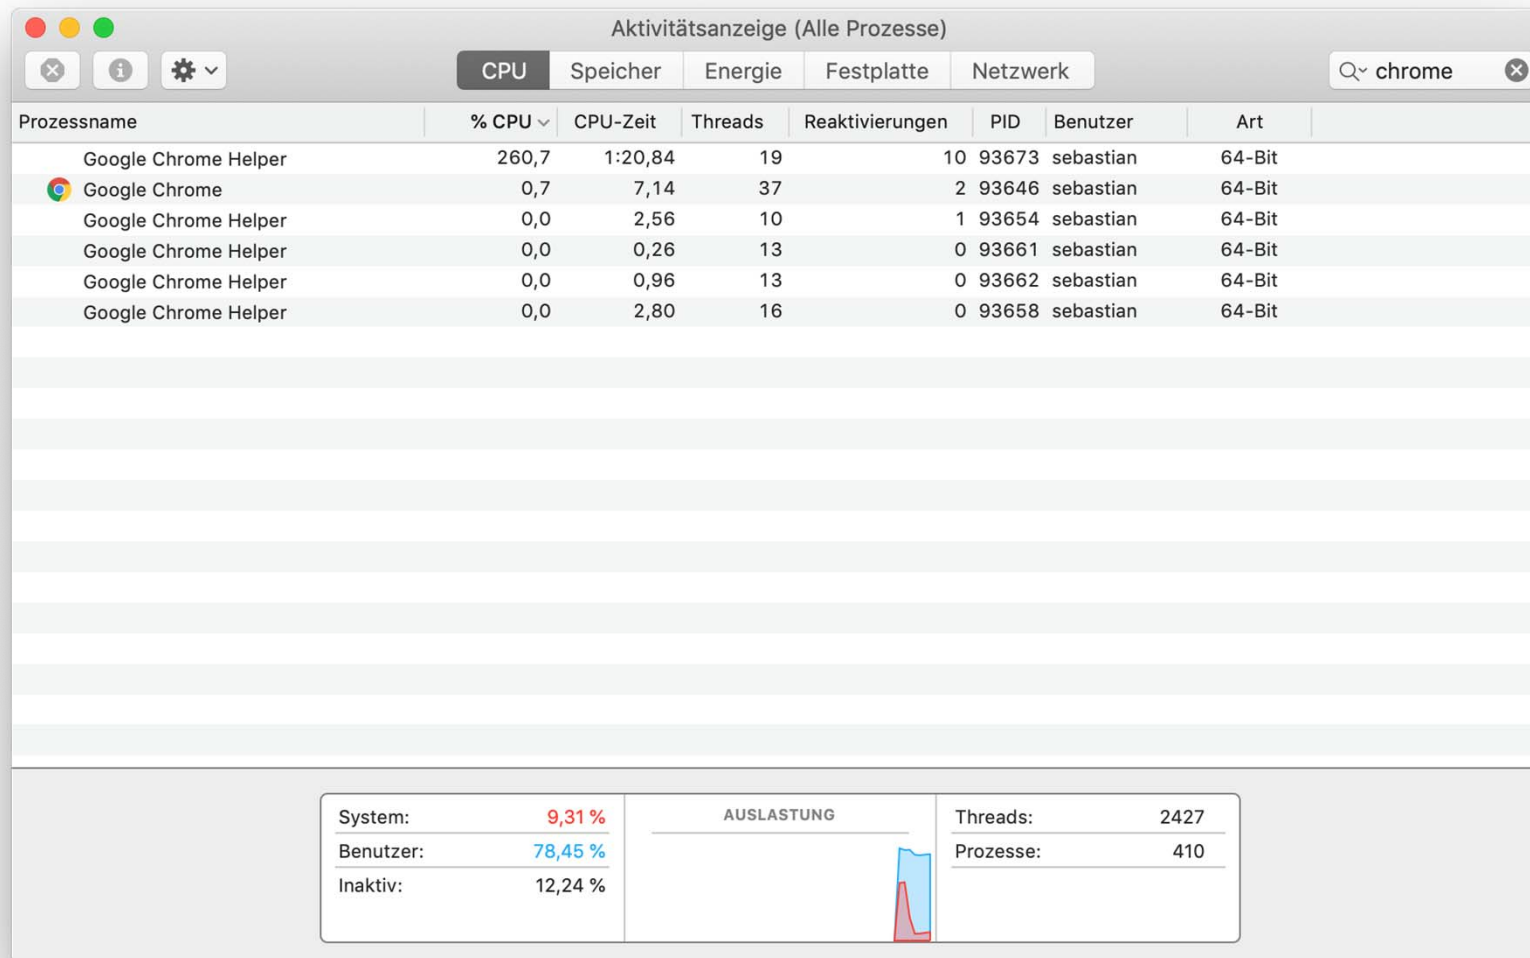 Aktivitätsanzeige (Alle Prozesse)
CPU Speicher Energie Festplatte Netzwerk chrome
Prozessname % CPU CPU-Zeit Threads Reaktivierungen PID Benutzer Art
Google Chrome Helper 260,7 1:20,84 19 10 93673 sebastian 64-Bit
Google Chrome 0,7 7,14 37 2 93646 sebastian 64-Bit
Google Chrome Helper 0,0 2,56 10 1 93654 sebastian 64-Bit
Google Chrome Helper 0,0 0,26 13 0 93661 sebastian 64-Bit
Google Chrome Helper 0,0 0,96 13 0 93662 sebastian 64-Bit
Google Chrome Helper 0,0 2,80 16 0 93658 sebastian 64-Bit
System: 9,31 % AUSLASTUNG Threads: 2427
Benutzer: 78,45 % Prozesse: 410
Inaktiv: 12,24 %